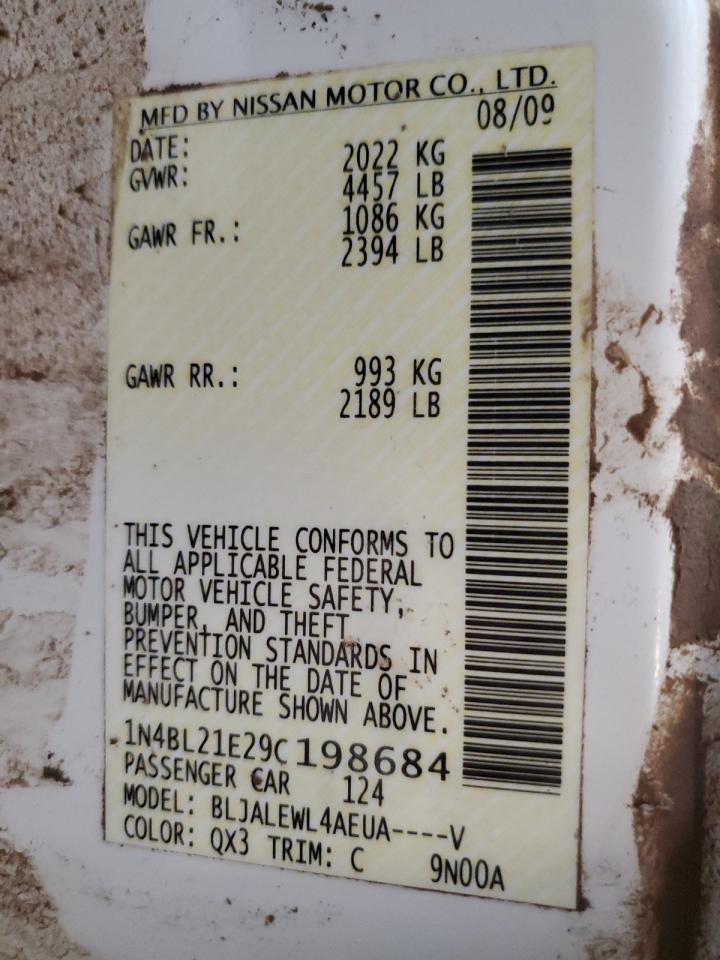 MFD BY NISSAN MOTOR CO., LTD.
DATE: 08/09
GVWR: 2022 KG
4457 LB
GAWR FR.: 1086 KG
2394 LB
GAWR RR.: 993 KG
2189 LB
THIS VEHICLE CONFORMS TO
ALL APPLICABLE FEDERAL
MOTOR VEHICLE SAFETY,
BUMPER, AND THEFT
PREVENTION STANDARDS IN
EFFECT ON THE DATE OF
MANUFACTURE SHOWN ABOVE.
1N4BL21E29C198684
PASSENGER CAR 124
MODEL: BLJALEWL4AEUA----V
COLOR: QX3 TRIM: C 9N00A